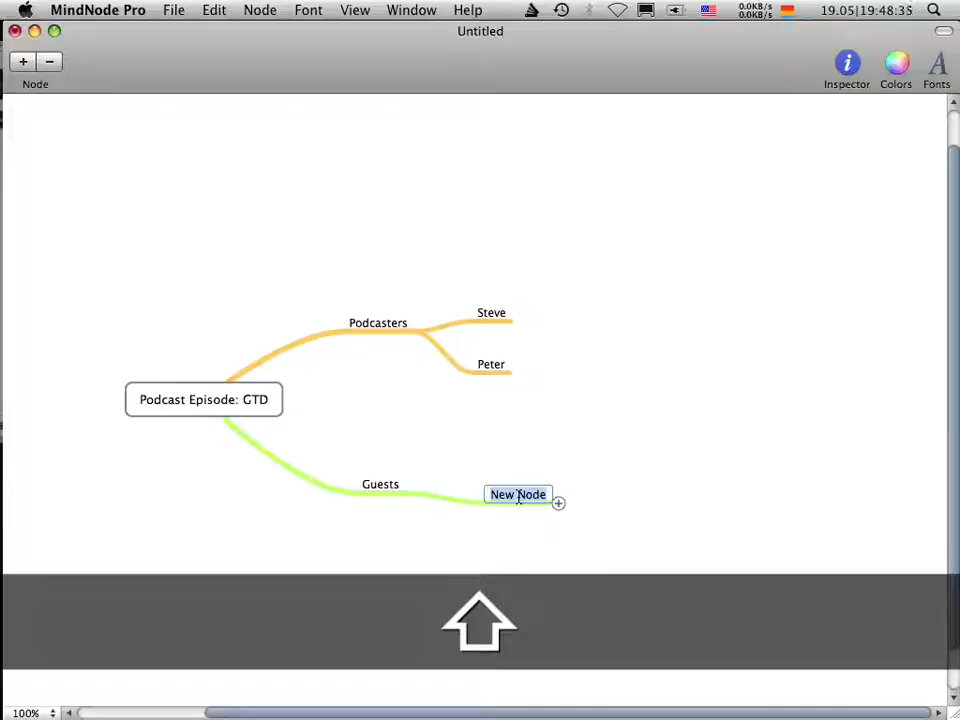 MindNode Pro File Edit Node Font View Window Help 0.0KB/s 0.0KB/s 19.05|19:48:35
Untitled
+ −
Node
Inspector Colors Fonts
Steve
Podcasters
Peter
Podcast Episode: GTD
Guests
New Node
100%